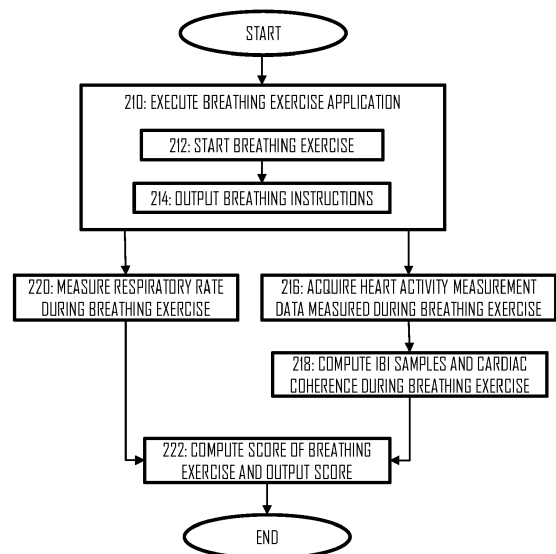 START
210: EXECUTE BREATHING EXERCISE APPLICATION
212: START BREATHING EXERCISE
214: OUTPUT BREATHING INSTRUCTIONS
220: MEASURE RESPIRATORY RATE
DURING BREATHING EXERCISE
216: ACQUIRE HEART ACTIVITY MEASUREMENT
DATA MEASURED DURING BREATHING EXERCISE
218: COMPUTE IBI SAMPLES AND CARDIAC
COHERENCE DURING BREATHING EXERCISE
222: COMPUTE SCORE OF BREATHING
EXERCISE AND OUTPUT SCORE
END